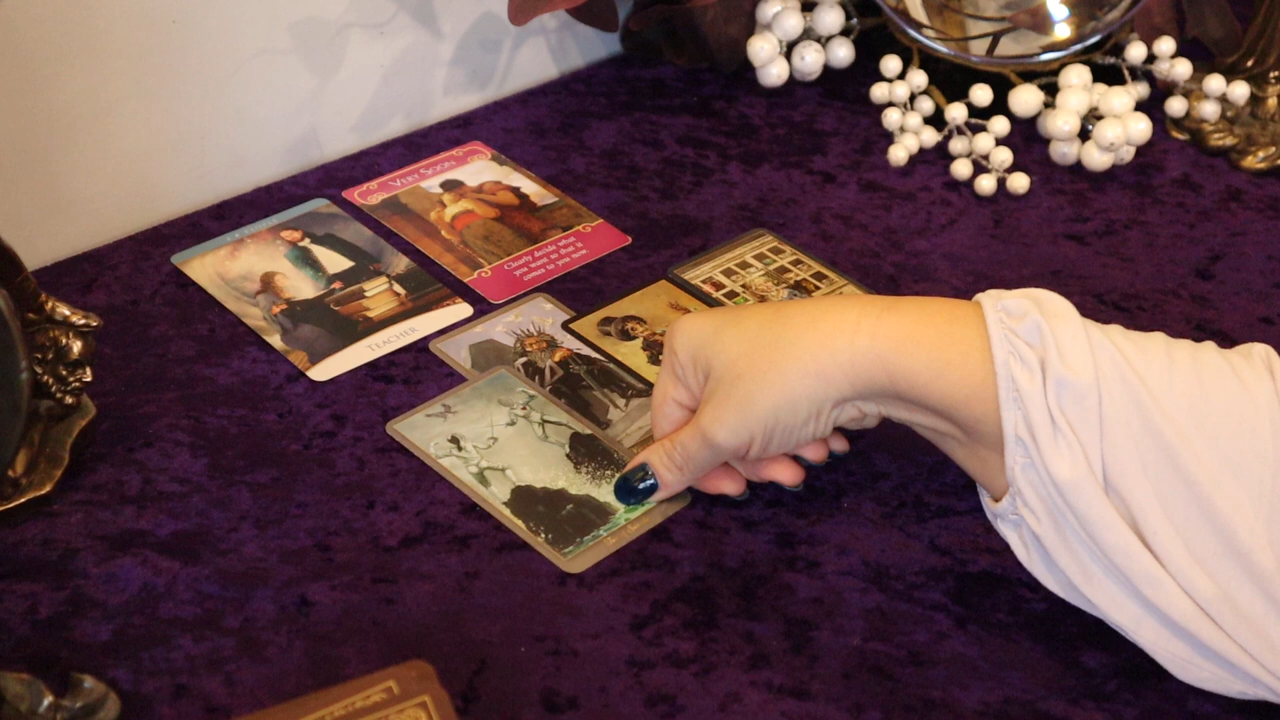 VERY SOON
Clearly decide what
you want so that it
comes to you now.
TEACHER